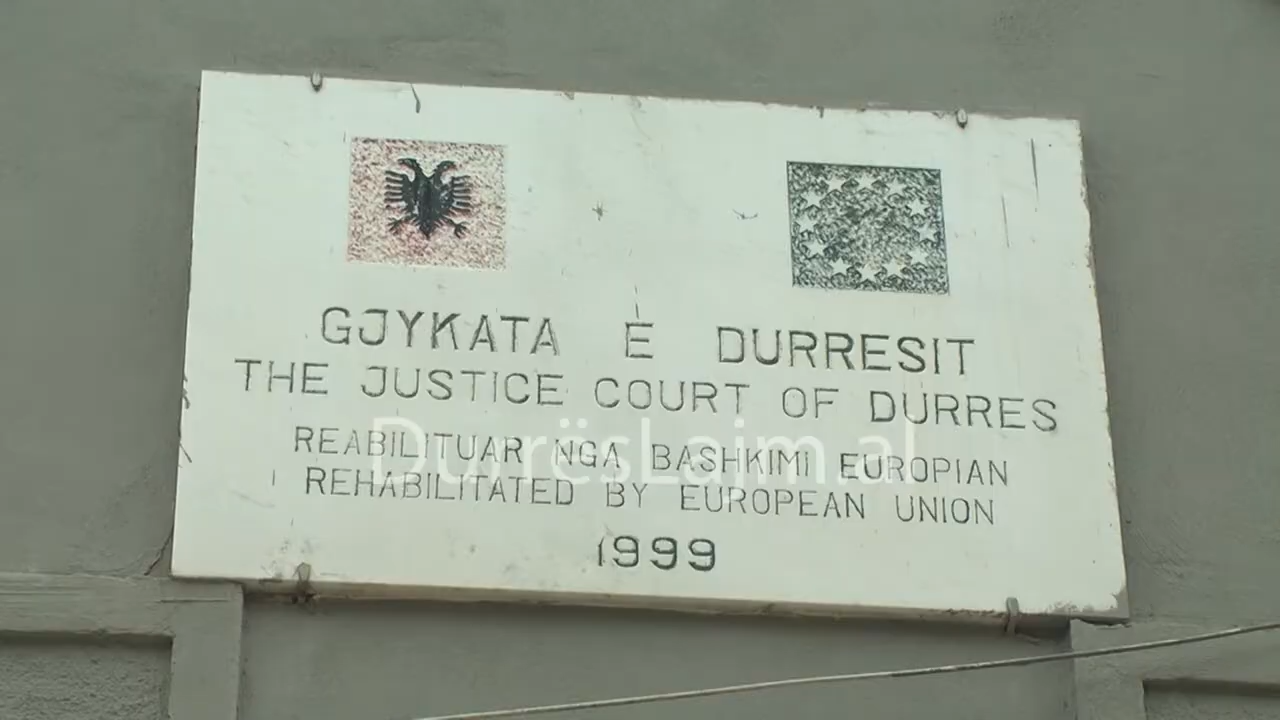 GJYKATA E DURRESIT
THE JUSTICE COURT OF DURRES
REABILITUAR NGA BASHKIMI EUROPIAN
DurrësLajm.al
REHABILITATED BY EUROPEAN UNION
1999